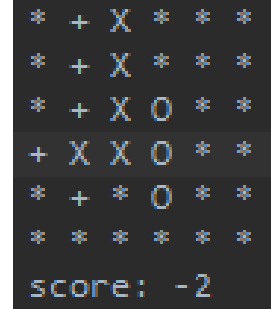 * + X * * *
* + X * * *
* + X O * *
+ X X O * *
* + * O * *
* * * * * *
score: -2